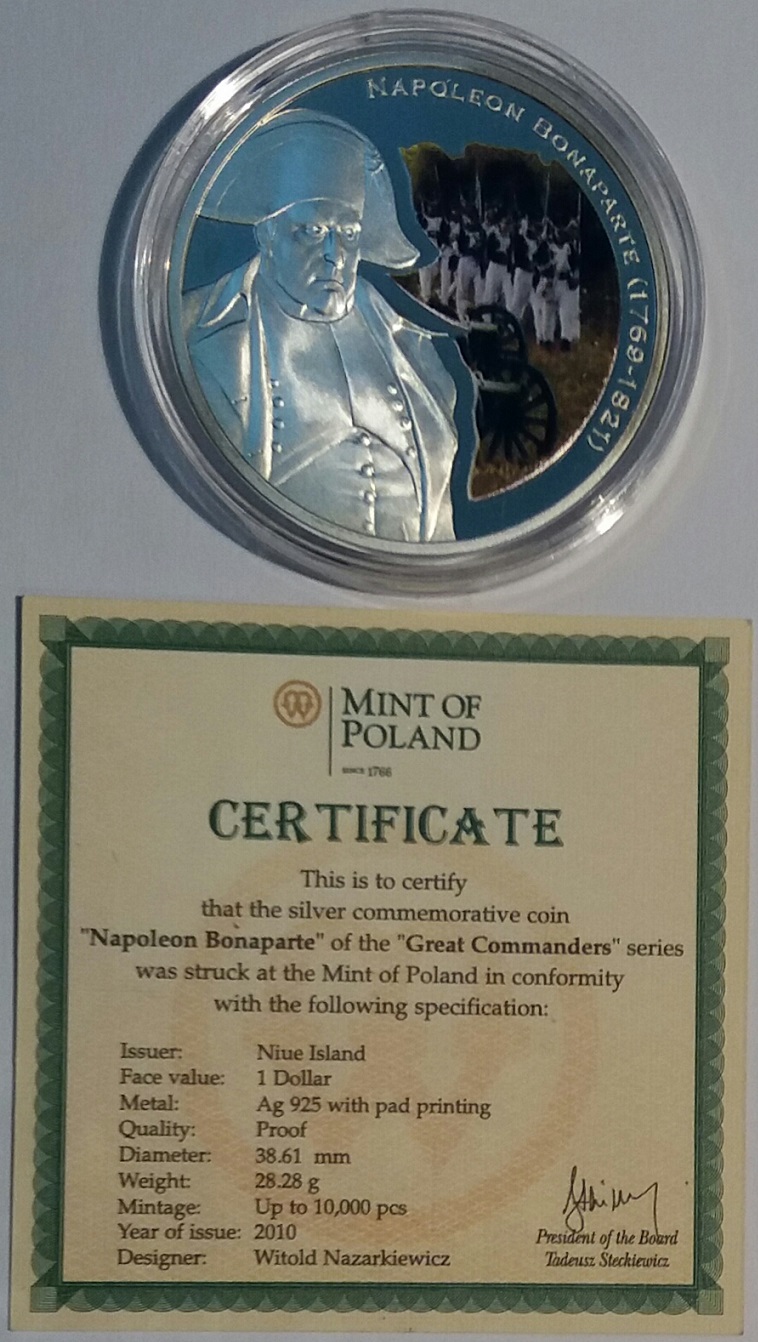 NAPOLEON BONAPARTE (1769-1821)
MINT OF
POLAND
SINCE 1766
CERTIFICATE
This is to certify
that the silver commemorative coin
"Napoleon Bonaparte" of the "Great Commanders" series
was struck at the Mint of Poland in conformity
with the following specification:
Issuer: Niue Island
Face value: 1 Dollar
Metal: Ag 925 with pad printing
Quality: Proof
Diameter: 38.61 mm
Weight: 28.28 g
Mintage: Up to 10,000 pcs
Year of issue: 2010
Designer: Witold Nazarkiewicz
President of the Board
Tadeusz Steckiewicz